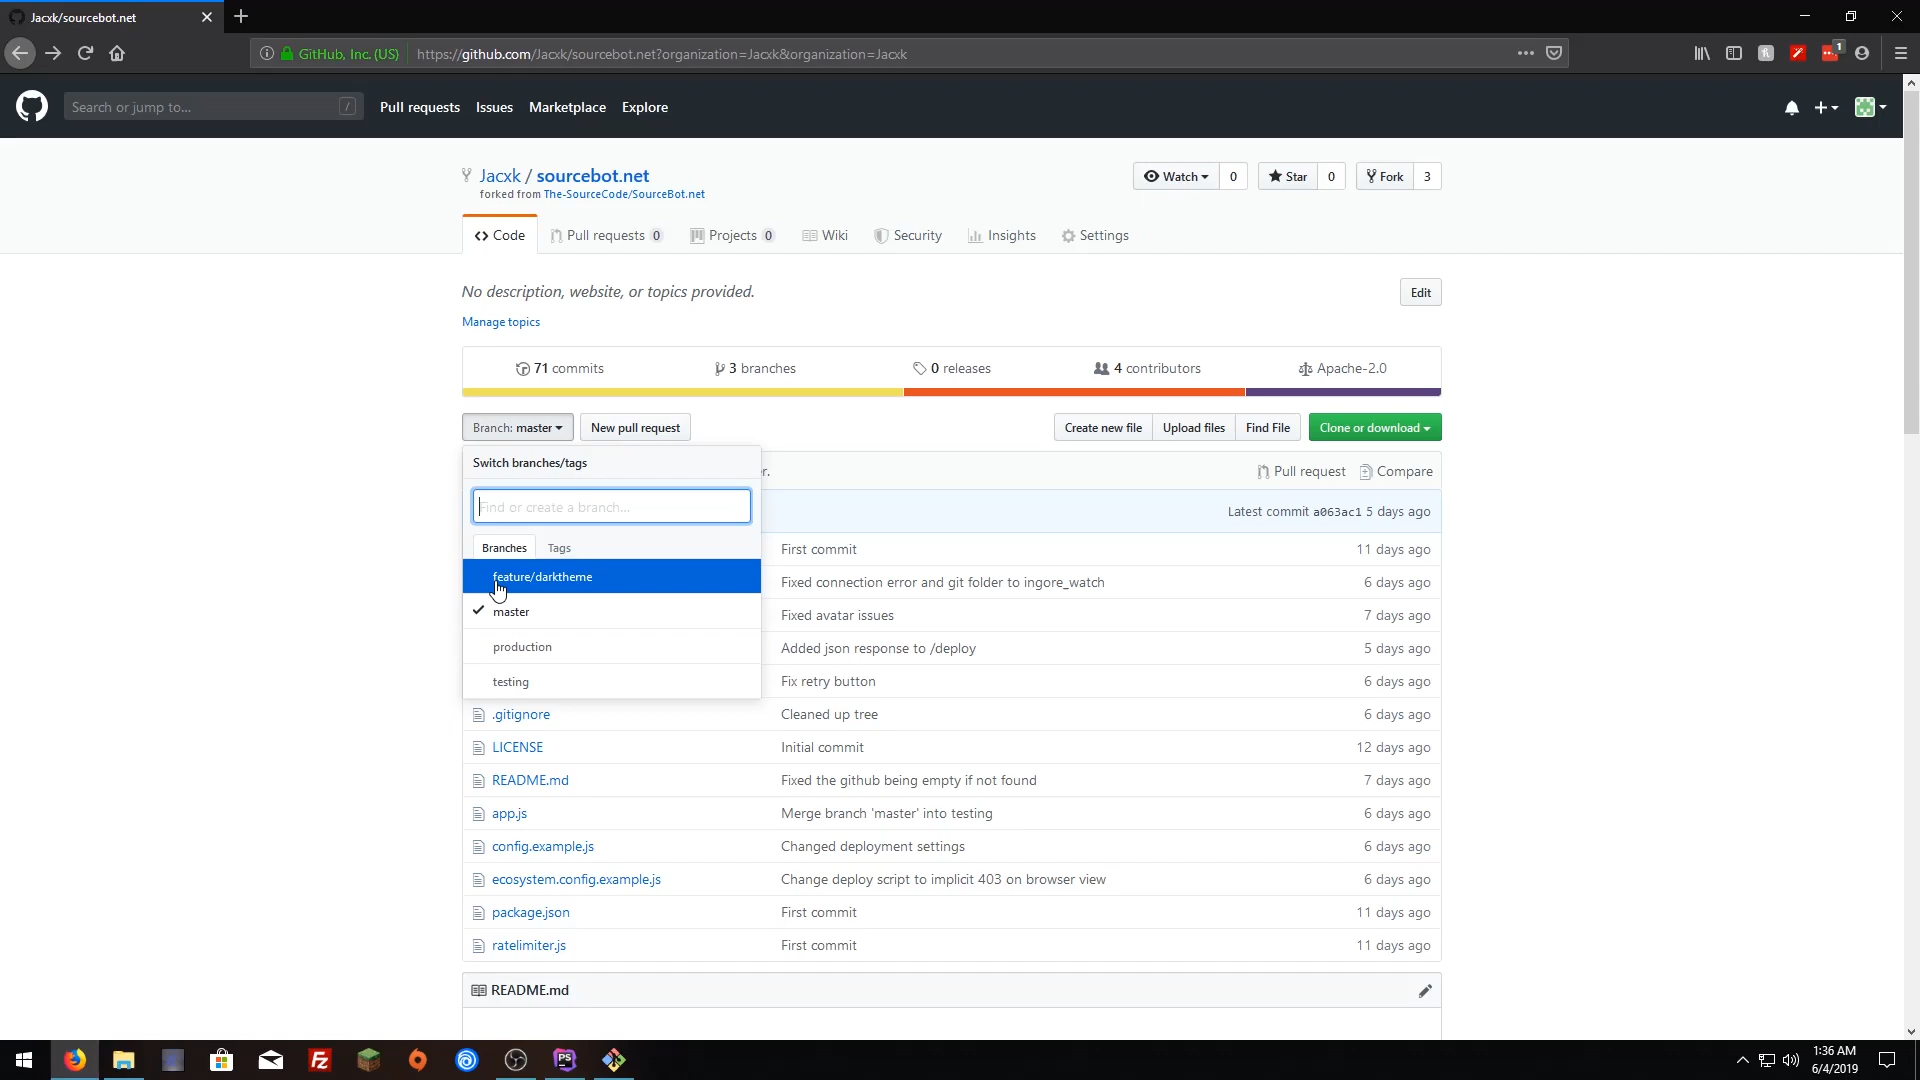 Jacxk/sourcebot.net
GitHub, Inc. (US)
https://github.com/Jacxk/sourcebot.net?organization=Jacxk&organization=Jacxk
1
Search or jump to...
/
Pull requests
Issues
Marketplace
Explore
Jacxk / sourcebot.net
forked from The-SourceCode/SourceBot.net
Watch
0
Star
0
Fork
3
Code
Pull requests 0
Projects 0
Wiki
Security
Insights
Settings
No description, website, or topics provided.
Edit
Manage topics
71 commits
3 branches
0 releases
4 contributors
Apache-2.0
Branch: master
New pull request
Create new file
Upload files
Find File
Clone or download
Switch branches/tags
r.
Pull request
Compare
Find or create a branch...
Latest commit a063ac1 5 days ago
Branches
Tags
First commit
11 days ago
feature/darktheme
Fixed connection error and git folder to ingore_watch
6 days ago
master
Fixed avatar issues
7 days ago
production
Added json response to /deploy
5 days ago
testing
Fix retry button
6 days ago
.gitignore
Cleaned up tree
6 days ago
LICENSE
Initial commit
12 days ago
README.md
Fixed the github being empty if not found
7 days ago
app.js
Merge branch 'master' into testing
6 days ago
config.example.js
Changed deployment settings
6 days ago
ecosystem.config.example.js
Change deploy script to implicit 403 on browser view
6 days ago
package.json
First commit
11 days ago
ratelimiter.js
First commit
11 days ago
README.md
Fz
PS
1:36 AM
6/4/2019